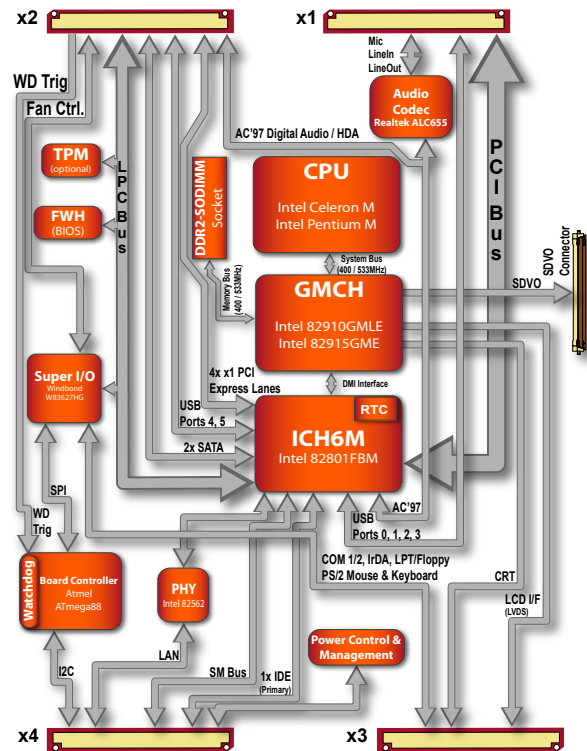 x2
x1
WD Trig
Fan Ctrl.
Mic
LineIn
LineOut
Audio
Codec
Realtek ALC655
AC'97 Digital Audio / HDA
TPM
(optional)
FWH
(BIOS)
LPC Bus
DDR2-SODIMM
Socket
CPU
Intel Celeron M
Intel Pentium M
PCI Bus
System Bus
(400 / 533MHz)
Memory Bus
(400 / 533MHz)
GMCH
Intel 82910GMLE
Intel 82915GME
SDVO
SDVO
Connector
Super I/O
Windbond
W83627HG
4x x1 PCI
Express Lanes
DMI Interface
USB
Ports 4, 5
RTC
ICH6M
Intel 82801FBM
2x SATA
SPI
WD
Trig
AC'97
USB
Ports 0, 1, 2, 3
COM 1/2, IrDA, LPT/Floppy
PS/2 Mouse & Keyboard
CRT
LCD I/F
(LVDS)
Watchdog
Board Controller
Atmel
ATmega88
PHY
Intel 82562
Power Control &
Management
I2C
LAN
SM Bus
1x IDE
(Primary)
x4
x3